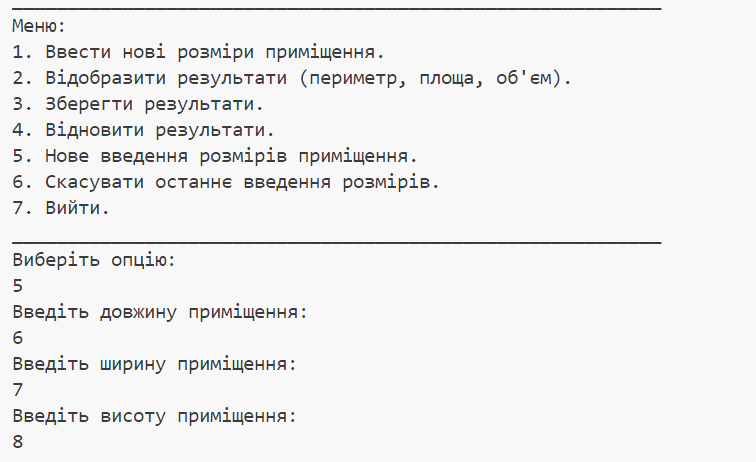 Меню:
1. Ввести нові розміри приміщення.
2. Відобразити результати (периметр, площа, об'єм).
3. Зберегти результати.
4. Відновити результати.
5. Нове введення розмірів приміщення.
6. Скасувати останнє введення розмірів.
7. Вийти.
Виберіть опцію:
5
Введіть довжину приміщення:
6
Введіть ширину приміщення:
7
Введіть висоту приміщення:
8